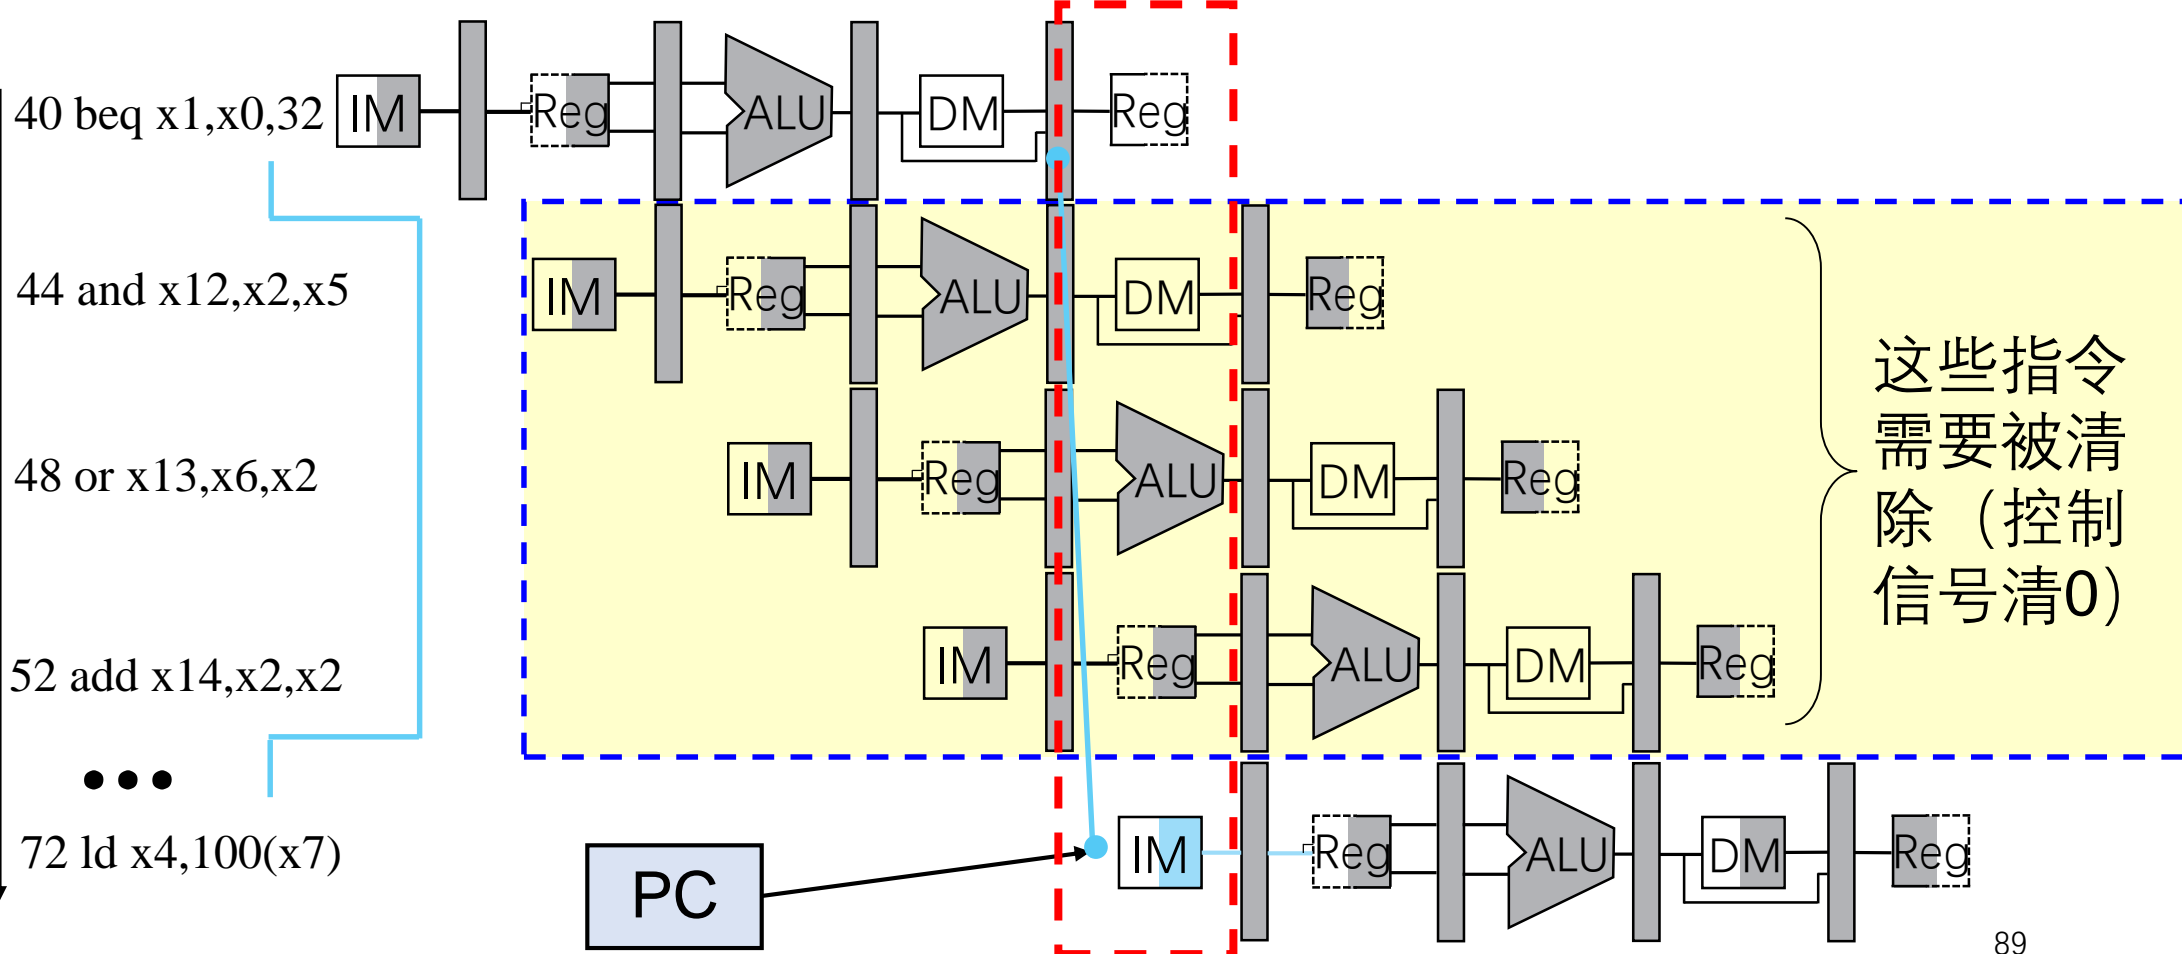 40 beq x1,x0,32 IM Reg ALU DM Reg
44 and x12,x2,x5 IM Reg ALU DM Reg
48 or x13,x6,x2 IM Reg ALU DM Reg
52 add x14,x2,x2 IM Reg ALU DM Reg
•••
72 ld x4,100(x7) IM Reg ALU DM Reg
PC
这些指令
需要被清
除（控制
信号清0）
89